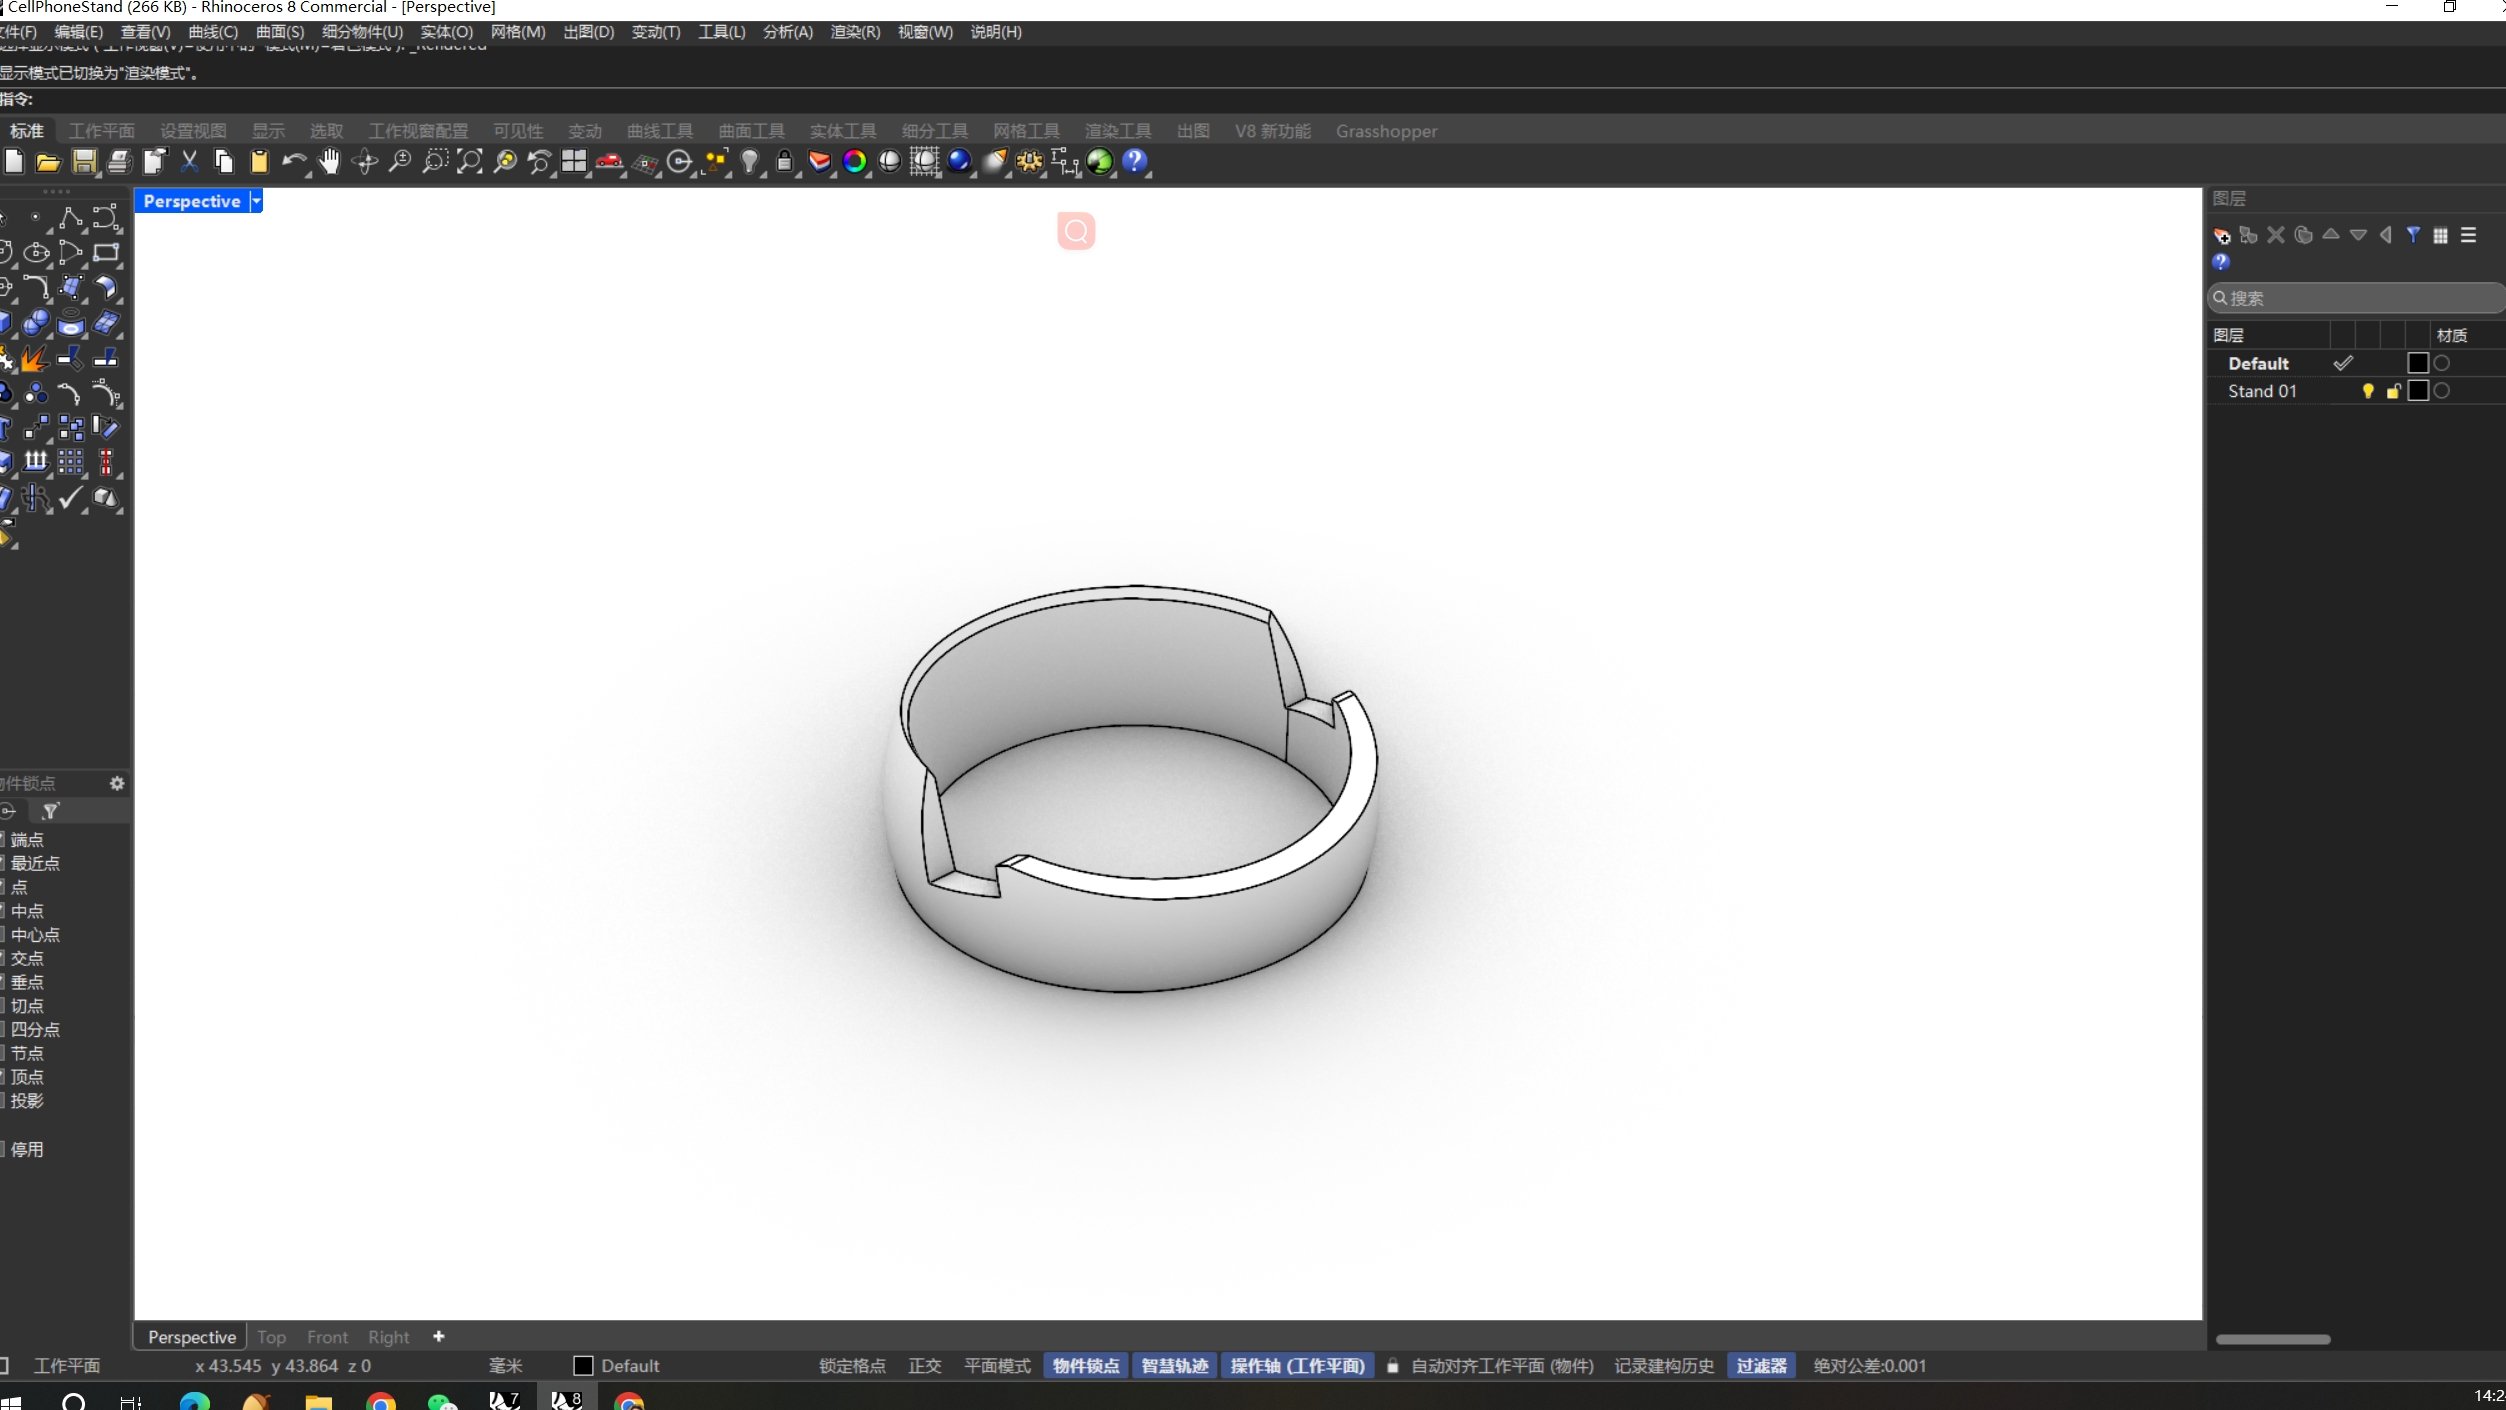 CellPhoneStand (266 KB) - Rhinoceros 8 Commercial - [Perspective]
文件(F) 编辑(E) 查看(V) 曲线(C) 曲面(S) 细分物件(U) 实体(O) 网格(M) 出图(D) 变动(T) 工具(L) 分析(A) 渲染(R) 视窗(W) 说明(H)
显示模式已切换为"渲染模式"。
指令:
标准 工作平面 设置视图 显示 选取 工作视窗配置 可见性 变动 曲线工具 曲面工具 实体工具 细分工具 网格工具 渲染工具 出图 V8 新功能 Grasshopper
Perspective
图层
搜索
图层 材质
Default
Stand 01
物件锁点
端点
最近点
点
中点
中心点
交点
垂点
切点
四分点
节点
顶点
投影
停用
Perspective Top Front Right
工作平面 x 43.545 y 43.864 z 0 毫米 Default 锁定格点 正交 平面模式 物件锁点 智慧轨迹 操作轴 (工作平面) 自动对齐工作平面 (物件) 记录建构历史 过滤器 绝对公差:0.001
7 8
14:2